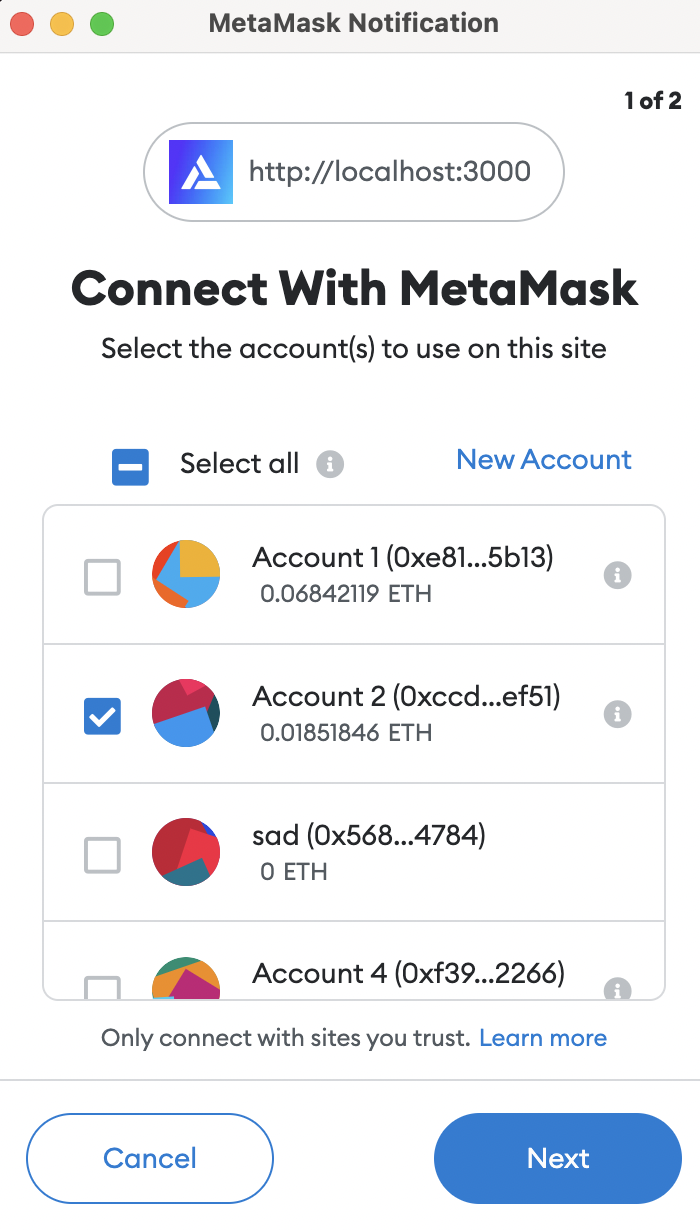 MetaMask Notification
1 of 2
http://localhost:3000
Connect With MetaMask
Select the account(s) to use on this site
Select all
New Account
Account 1 (0xe81...5b13)
0.06842119 ETH
Account 2 (0xccd...ef51)
0.01851846 ETH
sad (0x568...4784)
0 ETH
Account 4 (0xf39...2266)
Only connect with sites you trust. Learn more
Cancel
Next